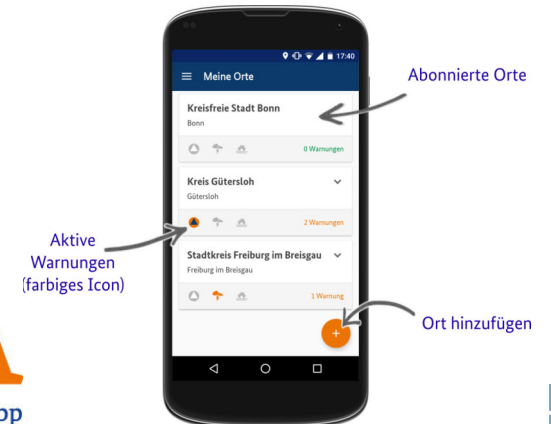 17:40
Meine Orte
Abonnierte Orte
Kreisfreie Stadt Bonn
Bonn
0 Warnungen
Kreis Gütersloh
Gütersloh
2 Warnungen
Aktive
Warnungen
(farbiges Icon)
Stadtkreis Freiburg im Breisgau
Freiburg im Breisgau
1 Warnung
+
Ort hinzufügen